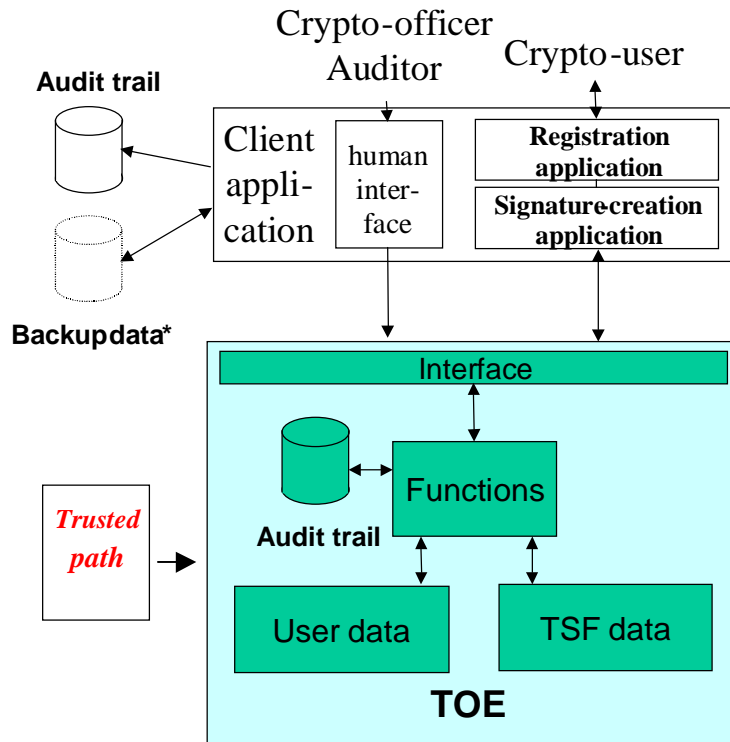 Crypto-officer
Auditor
Crypto-user
Audit trail
Client
appli-
cation
human
inter-
face
Registration
application
Signature-creation
application
Backupdata*
Interface
Functions
Audit trail
Trusted
path
User data
TSF data
TOE